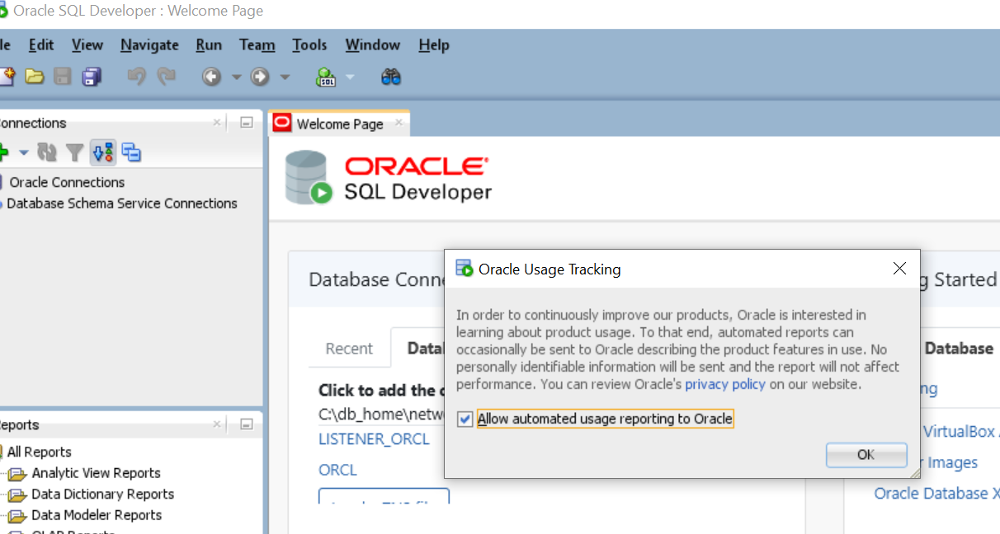 Oracle SQL Developer : Welcome Page
Edit View Navigate Run Team Tools Window Help
SQL
onnections
Welcome Page
ORACLE
SQL Developer
Oracle Connections
Database Schema Service Connections
Database Conne
g Started
Oracle Usage Tracking
In order to continuously improve our products, Oracle is interested in
learning about product usage. To that end, automated reports can
occasionally be sent to Oracle describing the product features in use. No
personally identifiable information will be sent and the report will not affect
performance. You can review Oracle's privacy policy on our website.
Allow automated usage reporting to Oracle
OK
Recent
Datab
Database
Click to add the
C:\db_home\netw
LISTENER_ORCL
ORCL
ng
VirtualBox
Images
Oracle Database X
eports
All Reports
Analytic View Reports
Data Dictionary Reports
Data Modeler Reports